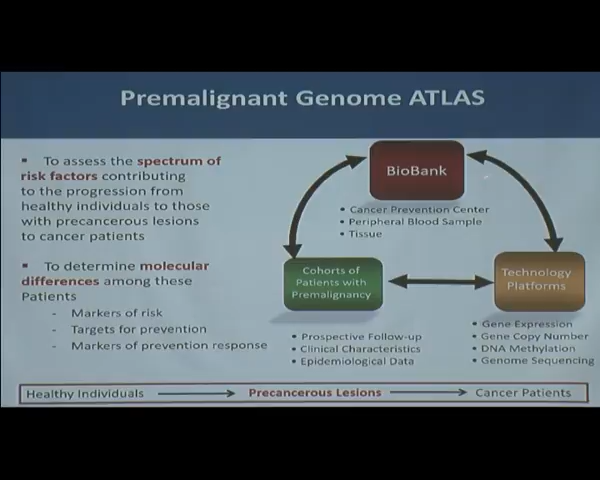 Premalignant Genome ATLAS
▪ To assess the spectrum of
risk factors contributing
to the progression from
healthy individuals to those
with precancerous lesions
to cancer patients
▪ To determine molecular
differences among these
Patients
- Markers of risk
- Targets for prevention
- Markers of prevention response
BioBank
• Cancer Prevention Center
• Peripheral Blood Sample
• Tissue
Cohorts of
Patients with
Premalignancy
• Prospective Follow-up
• Clinical Characteristics
• Epidemiological Data
Technology
Platforms
• Gene Expression
• Gene Copy Number
• DNA Methylation
• Genome Sequencing
Healthy Individuals Precancerous Lesions Cancer Patients